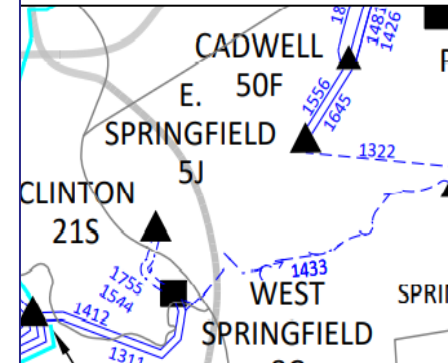 CADWELL
50F
E.
SPRINGFIELD
5J
1481
1426
1556
1645
1322
CLINTON
21S
1755
1544
1433
WEST
SPRINGFIELD
1412
1311